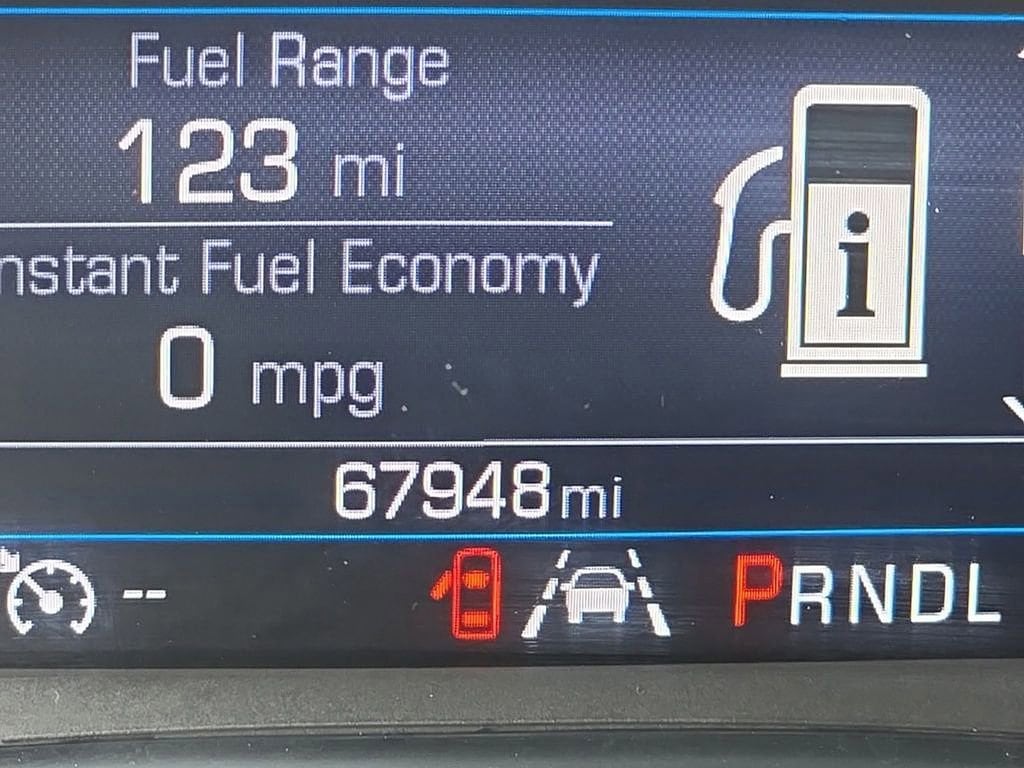 Fuel Range
123 mi
nstant Fuel Economy
0 mpg
i
67948 mi
--
PRNDL